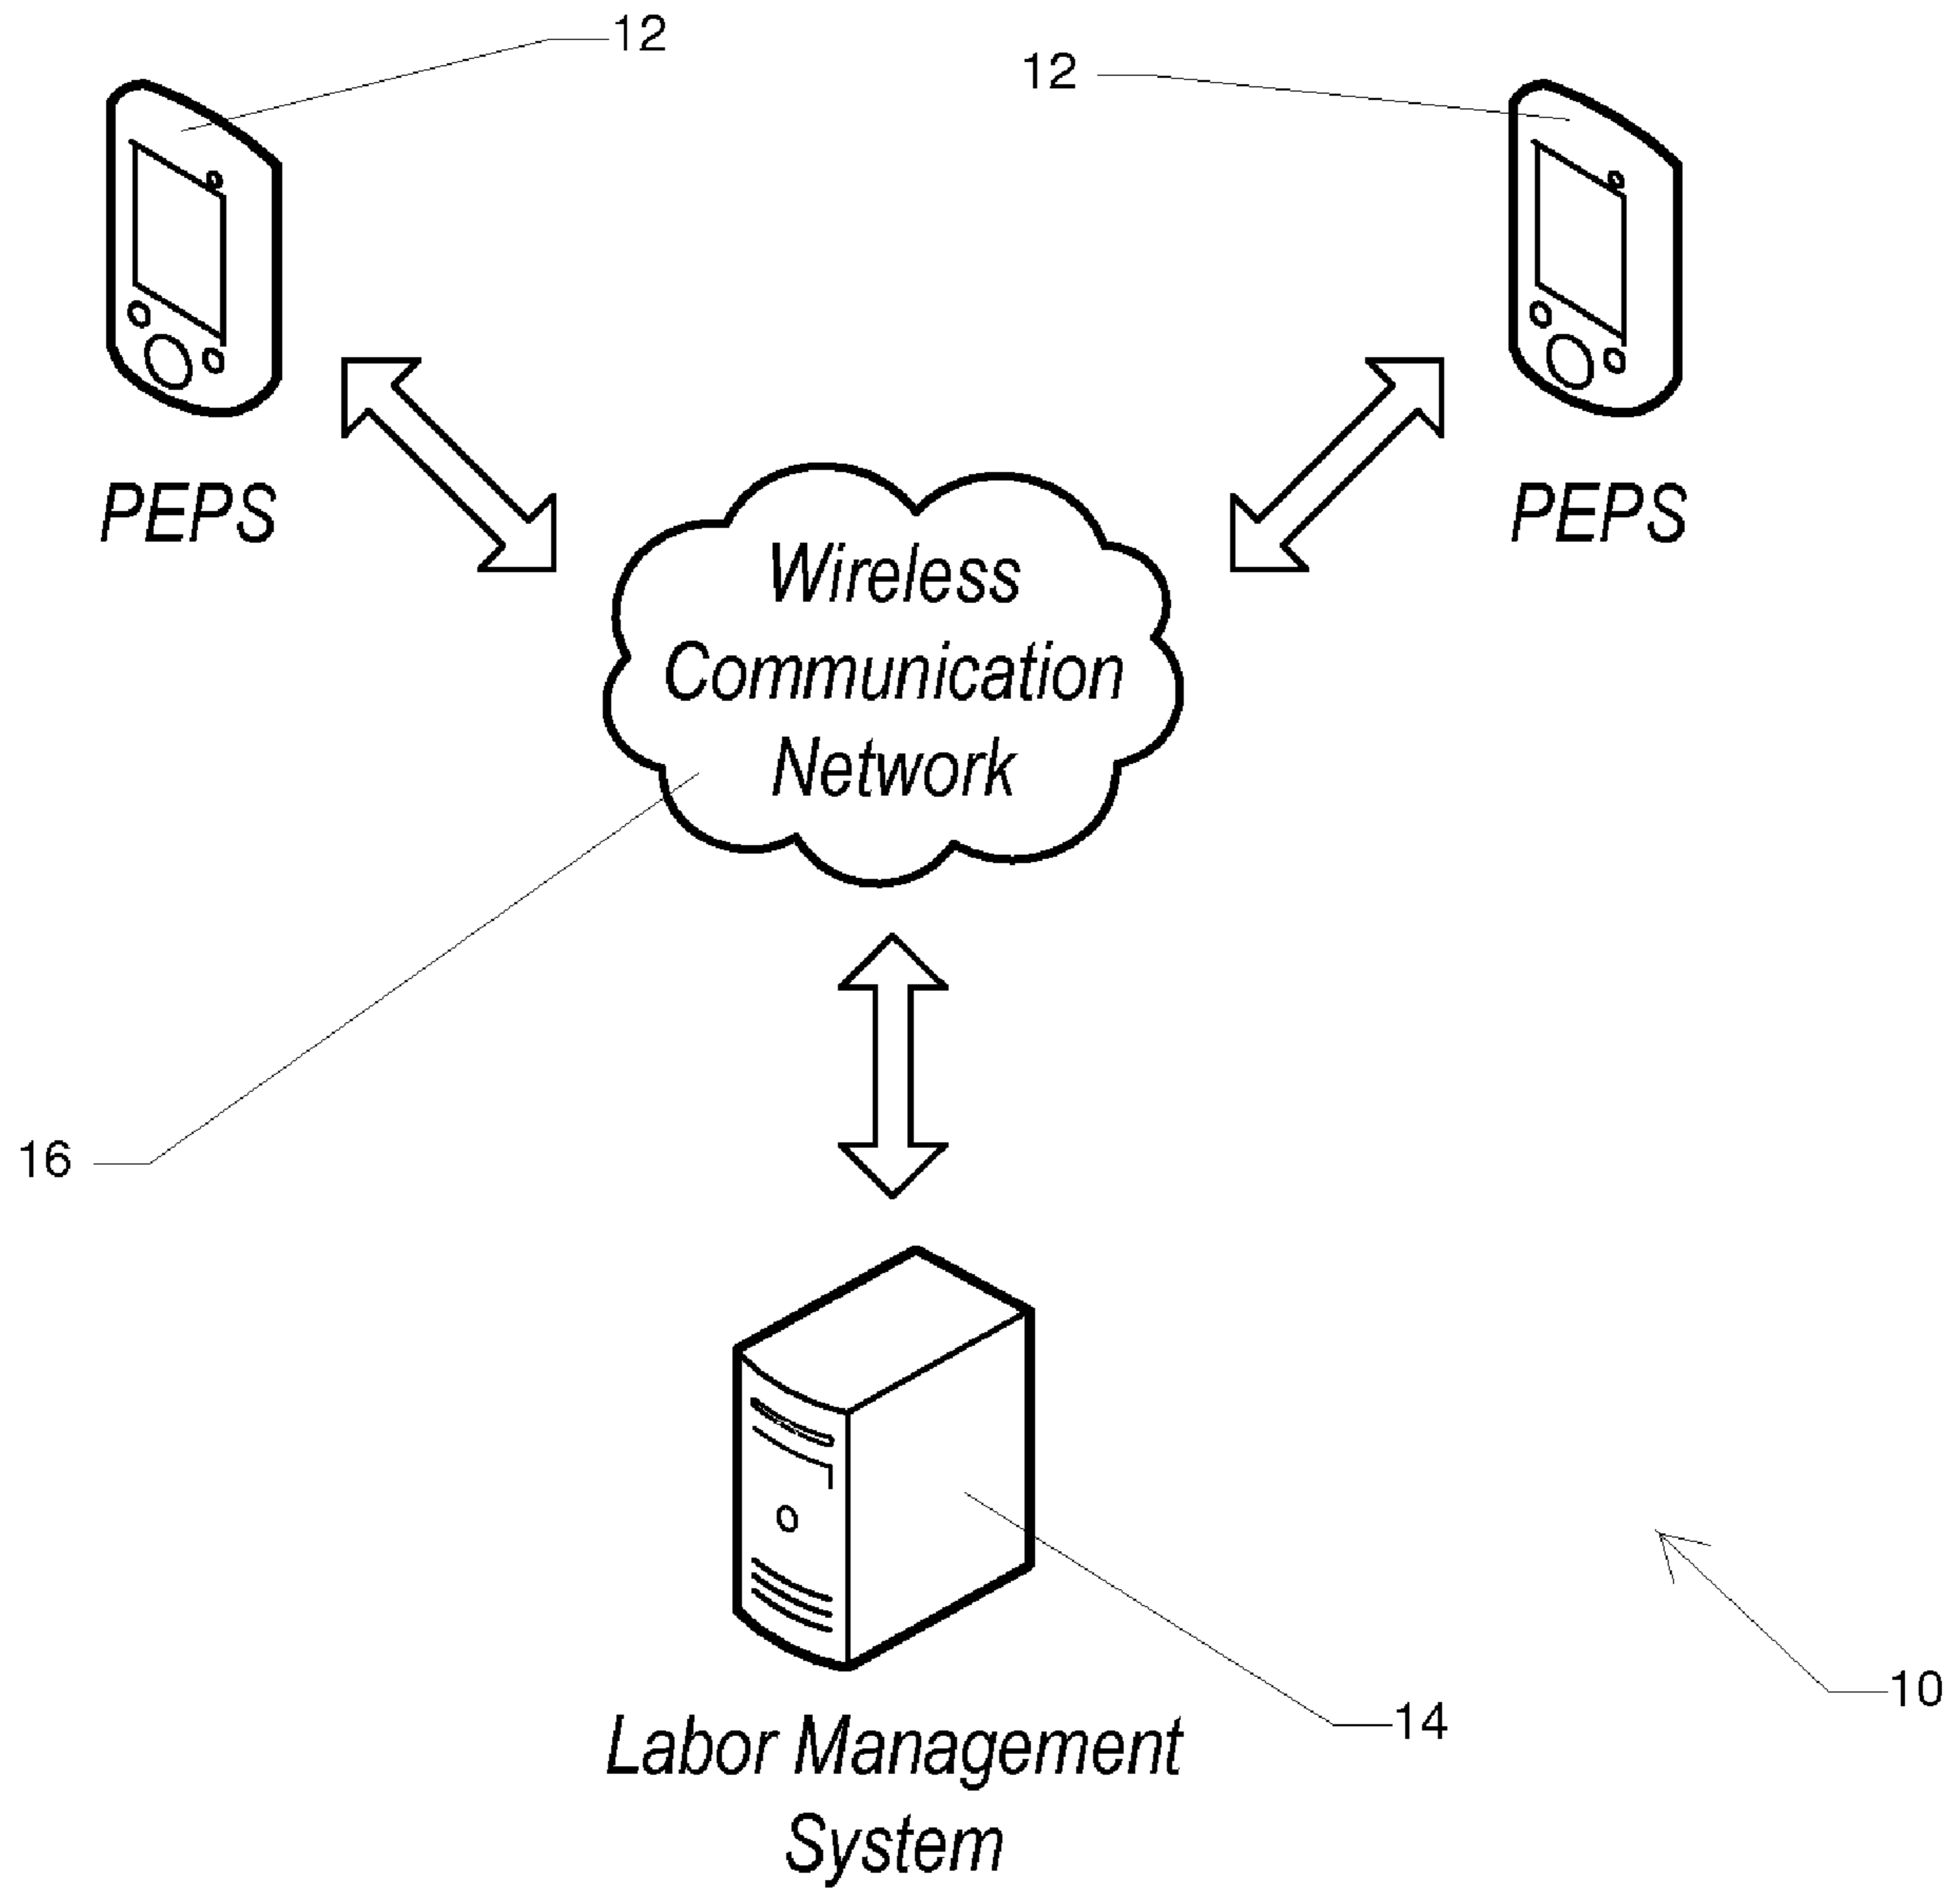 12
12
PEPS
PEPS
Wireless
Communication
Network
16
10
14
Labor Management
System